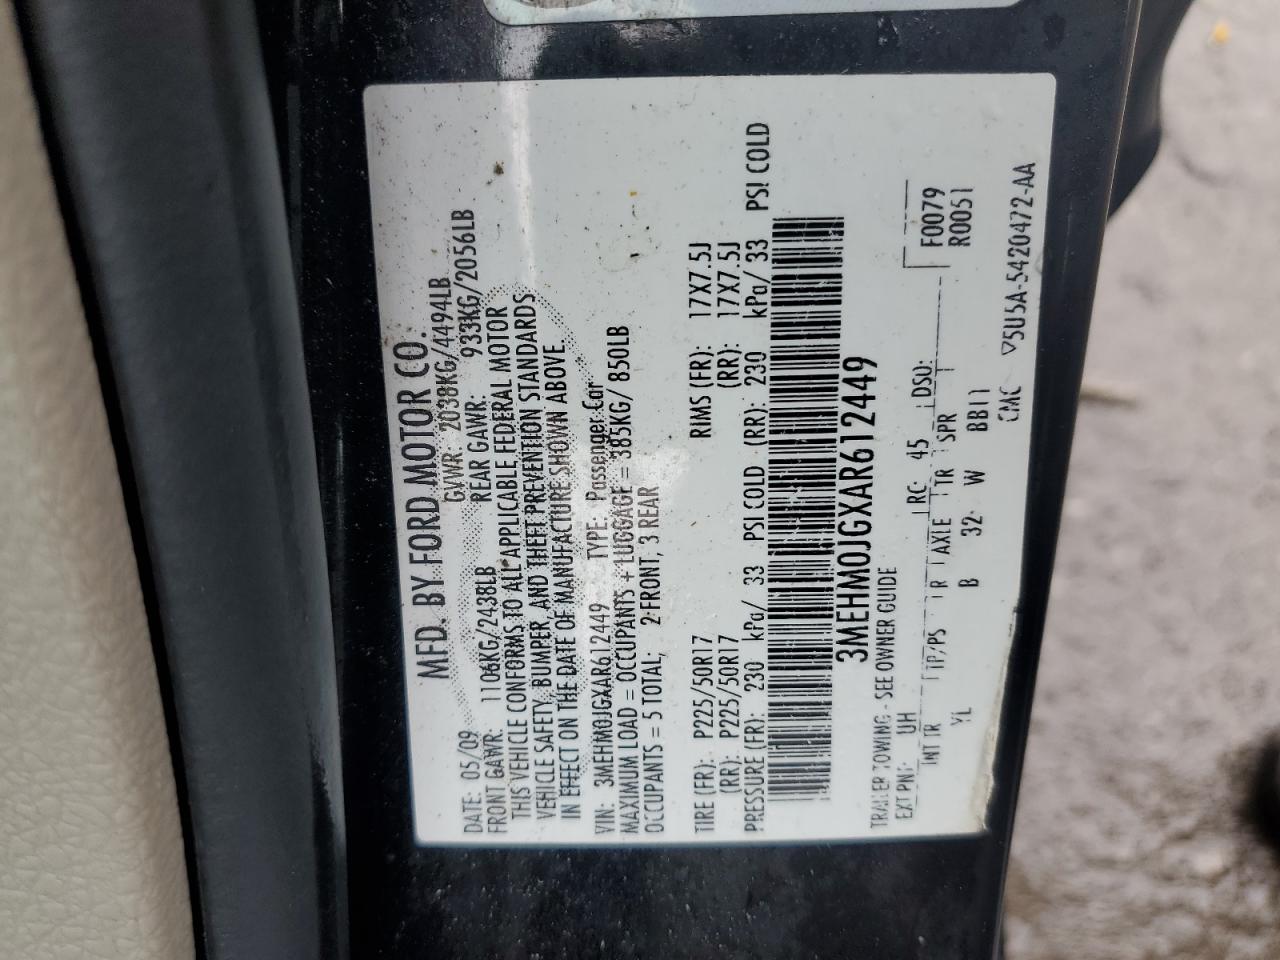 MFD. BY FORD MOTOR CO.
DATE: 05/09 GVWR: 2038KG/4494LB
FRONT GAWR: 1106KG/2438LB REAR GAWR: 933KG/2056LB
THIS VEHICLE CONFORMS TO ALL APPLICABLE FEDERAL MOTOR
VEHICLE SAFETY, BUMPER, AND THEFT PREVENTION STANDARDS
IN EFFECT ON THE DATE OF MANUFACTURE SHOWN ABOVE.
VIN: 3MEHM0JGXAR612449 TYPE: Passenger Car
MAXIMUM LOAD = OCCUPANTS + LUGGAGE = 385KG/ 850LB
OCCUPANTS = 5 TOTAL, 2 FRONT, 3 REAR
TIRE (FR): P225/50R17 RIMS (FR): 17X7.5J
(RR): P225/50R17 (RR): 17X7.5J
PRESSURE (FR): 230 kPa/ 33 PSI COLD (RR): 230 kPa/ 33 PSI COLD
3MEHM0JGXAR612449
TRAILER TOWING - SEE OWNER GUIDE
EXT PNT: UH RC: 45 DSO: F0079
INT TR TP/PS R AXLE TR SPR R0051
YL B 32 W BB11
CMC ▽5U5A-5420472-AA